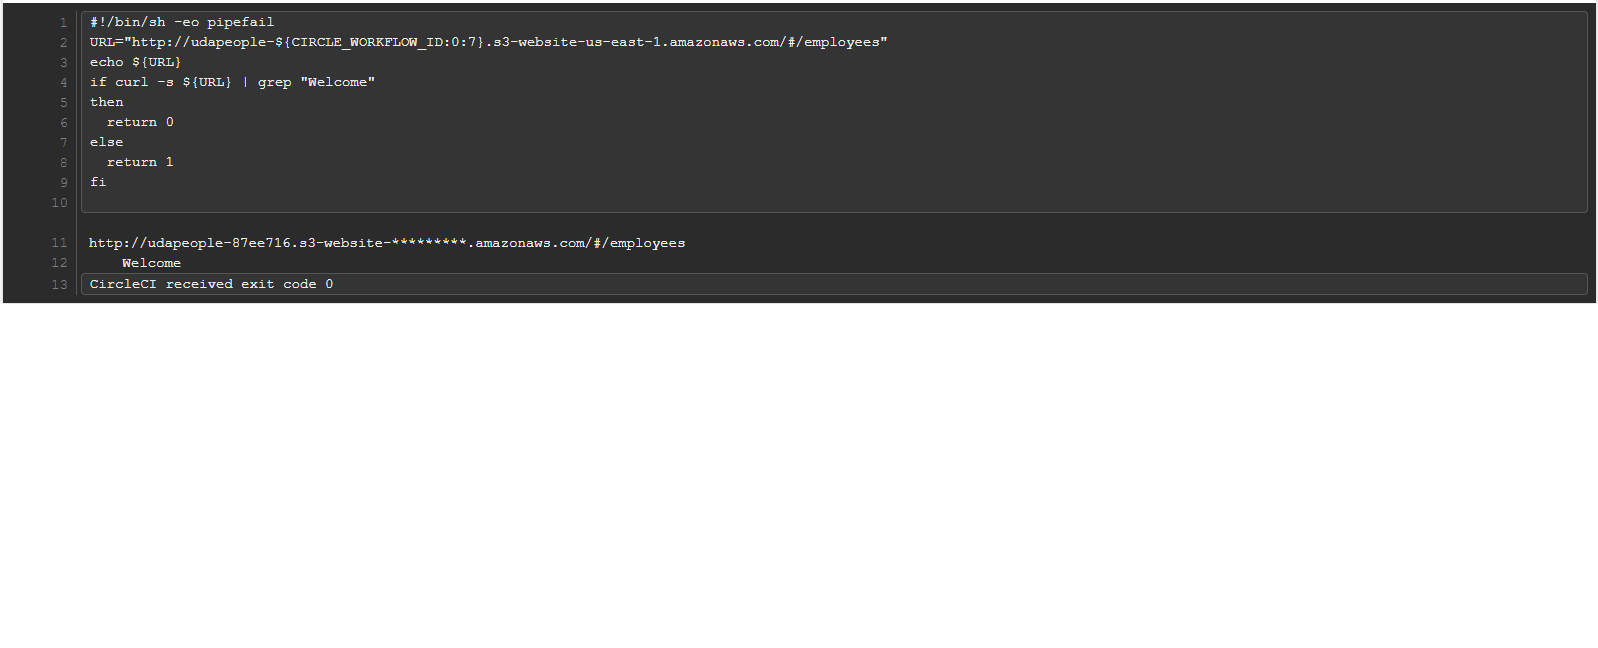 1 #!/bin/sh -eo pipefail
2 URL="http://udapeople-${CIRCLE_WORKFLOW_ID:0:7}.s3-website-us-east-1.amazonaws.com/#/employees"
3 echo ${URL}
4 if curl -s ${URL} | grep "Welcome"
5 then
6   return 0
7 else
8   return 1
9 fi
10
11 http://udapeople-87ee716.s3-website-*********.amazonaws.com/#/employees
12     Welcome
13 CircleCI received exit code 0